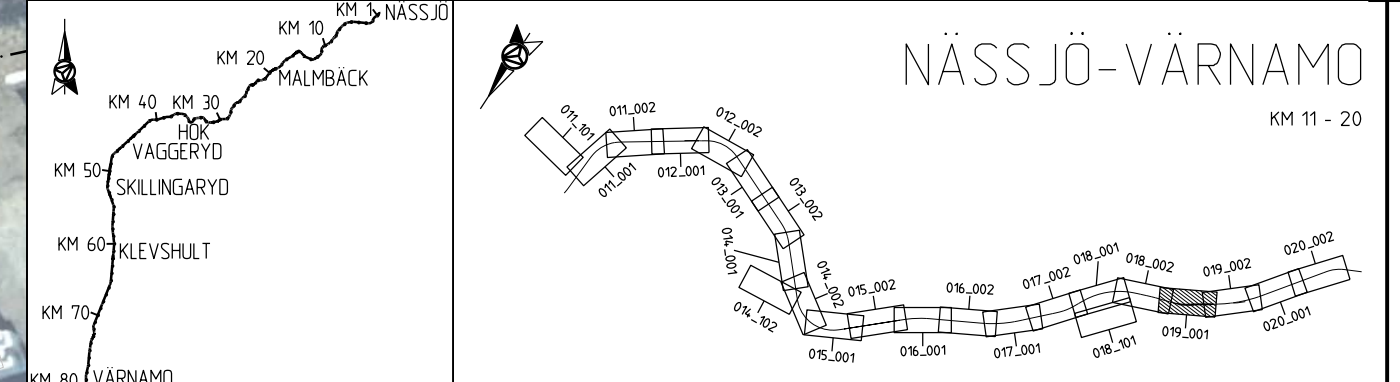 KM 1
NÄSSJÖ
KM 10
KM 20
MALMBÄCK
KM 40
KM 30
HOK
VAGGERYD
KM 50
SKILLINGARYD
KM 60
KLEVSHULT
KM 70
KM 80
VÄRNAMO
NÄSSJÖ-VÄRNAMO
KM 11 - 20
011_101
011_002
012_002
011_001
012_001
013_001
013_002
014_001
014_002
014_102
015_002
015_001
016_002
016_001
017_002
017_001
018_001
018_002
018_101
019_002
019_001
020_002
020_001